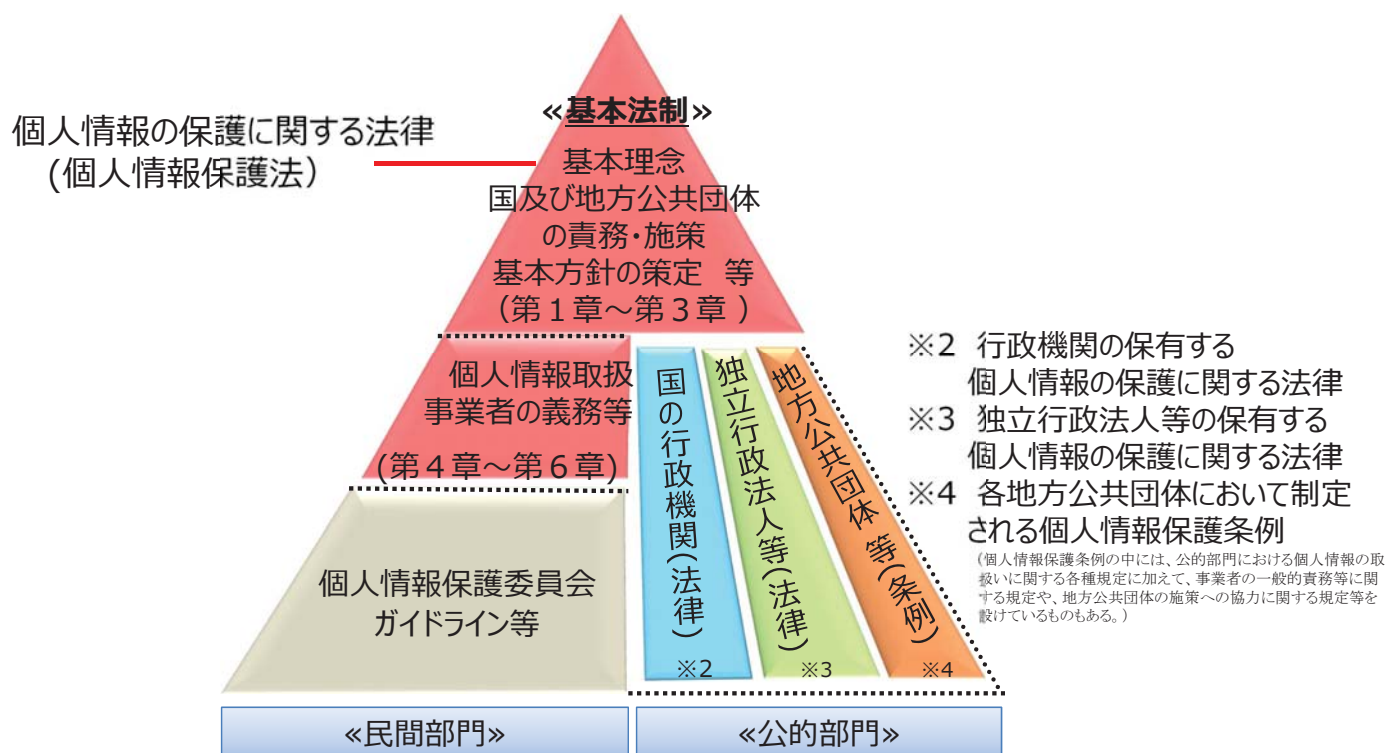 個人情報の保護に関する法律
(個人情報保護法)
≪基本法制≫
基本理念
国及び地方公共団体
の責務・施策
基本方針の策定 等
(第1章~第3章 )
個人情報取扱
事業者の義務等
(第4章~第6章)
個人情報保護委員会
ガイドライン等
国の行政機関(法律)
※2
独立行政法人等(法律)
※3
地方公共団体 等(条例)
※4
≪民間部門≫
≪公的部門≫
※2 行政機関の保有する
個人情報の保護に関する法律
※3 独立行政法人等の保有する
個人情報の保護に関する法律
※4 各地方公共団体において制定
される個人情報保護条例
(個人情報保護条例の中には、公的部門における個人情報の取
扱いに関する各種規定に加えて、事業者の一般的責務等に関
する規定や、地方公共団体の施策への協力に関する規定等を
設けているものもある。)